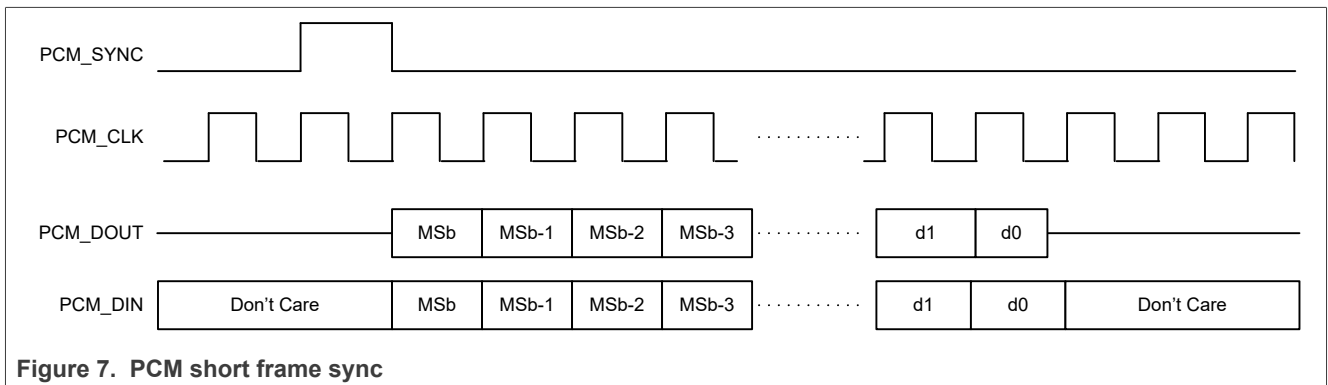 PCM_SYNC
PCM_CLK
PCM_DOUT MSb MSb-1 MSb-2 MSb-3 d1 d0
PCM_DIN Don't Care MSb MSb-1 MSb-2 MSb-3 d1 d0 Don't Care
Figure 7. PCM short frame sync